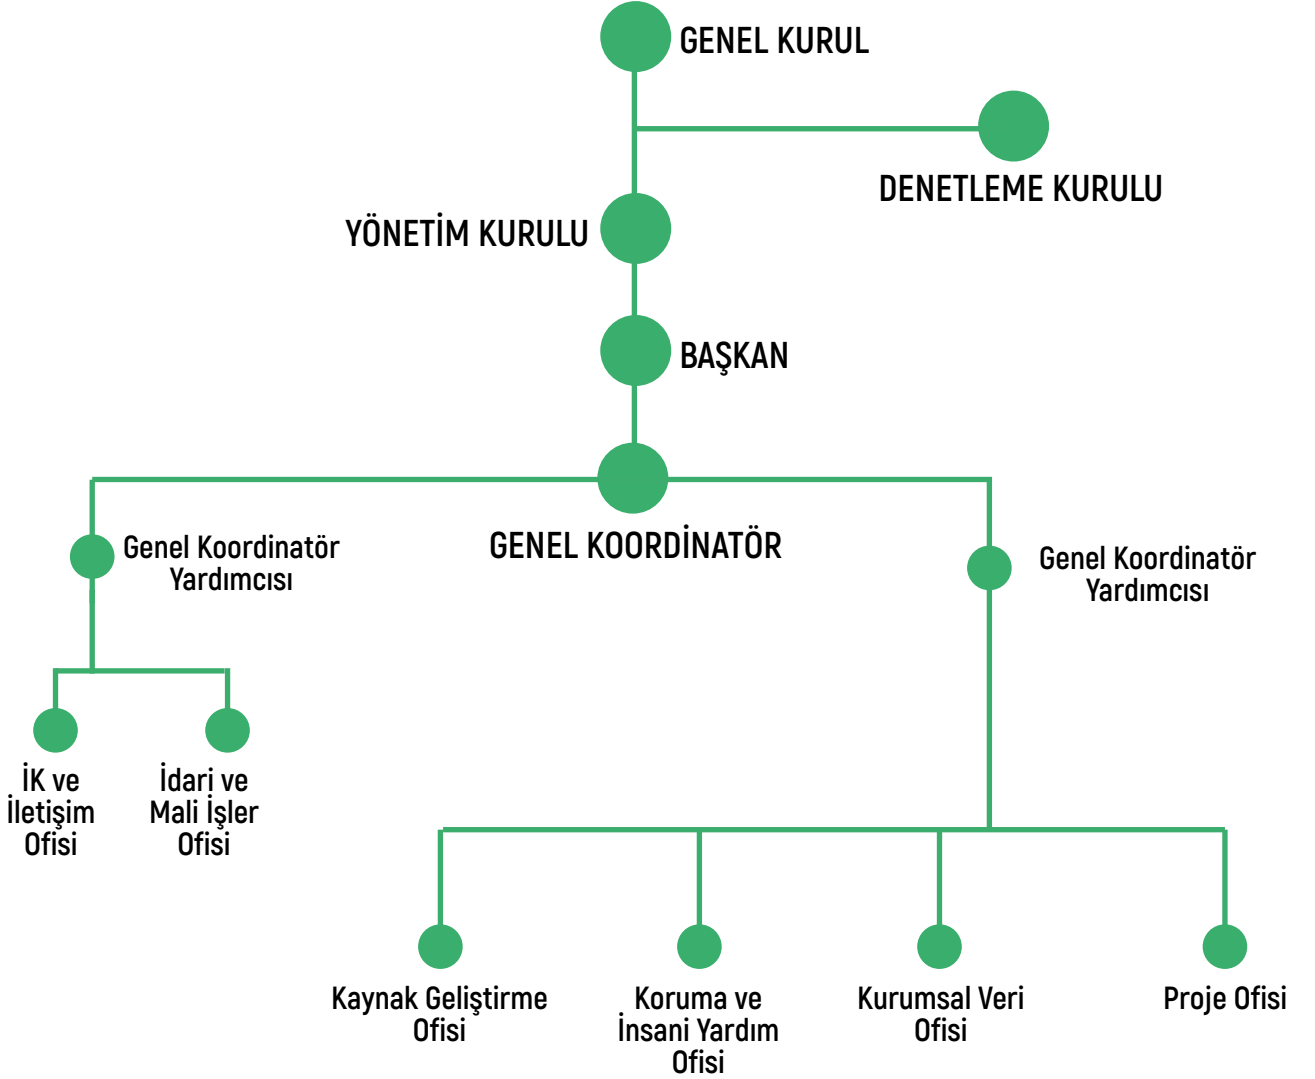 GENEL KURUL
DENETLEME KURULU
YÖNETİM KURULU
BAŞKAN
GENEL KOORDİNATÖR
Genel Koordinatör
Yardımcısı
Genel Koordinatör
Yardımcısı
İK ve
İletişim
Ofisi
İdari ve
Mali İşler
Ofisi
Kaynak Geliştirme
Ofisi
Koruma ve
İnsani Yardım
Ofisi
Kurumsal Veri
Ofisi
Proje Ofisi